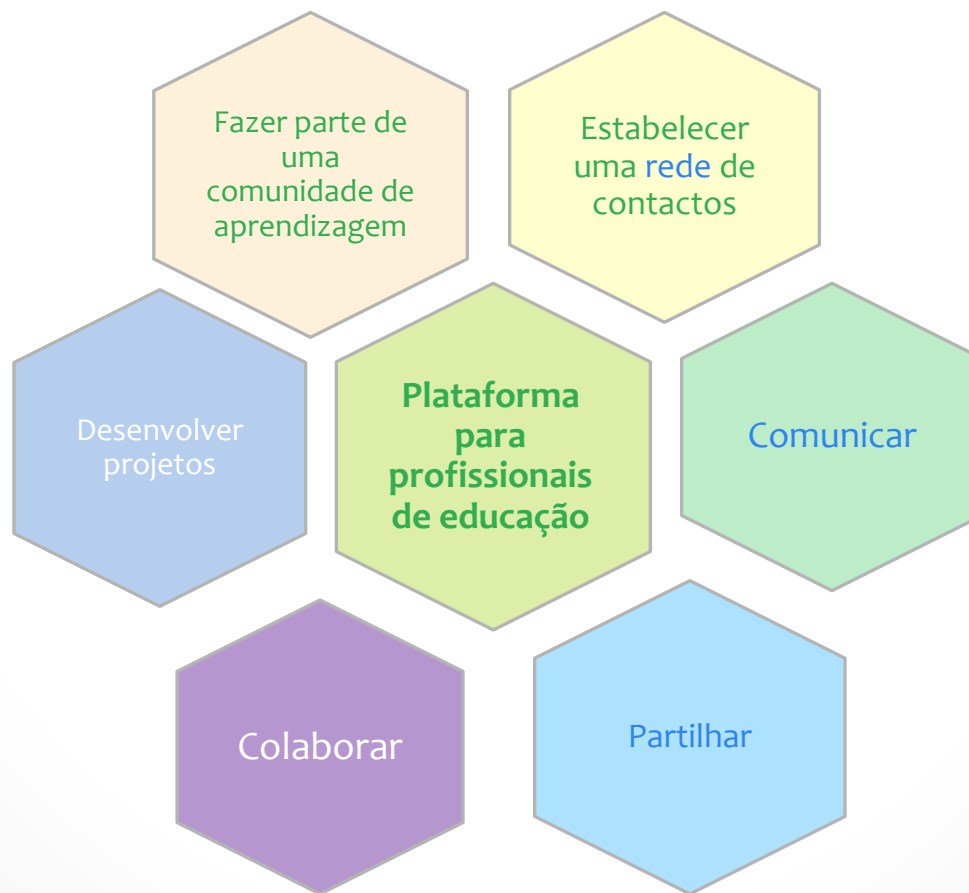 Fazer parte de
uma
comunidade de
aprendizagem
Estabelecer
uma rede de
contactos
Desenvolver
projetos
Plataforma
para
profissionais
de educação
Comunicar
Colaborar
Partilhar